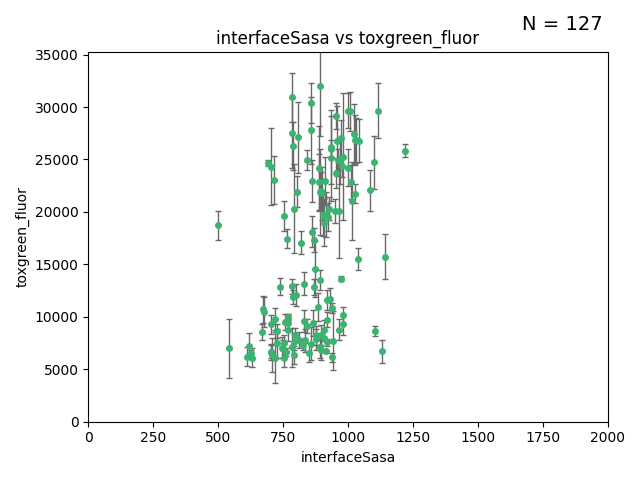 N = 127
interfaceSasa vs toxgreen_fluor
35000
30000
25000
20000
15000
10000
5000
0
toxgreen_fluor
0 250 500 750 1000 1250 1500 1750 2000
interfaceSasa